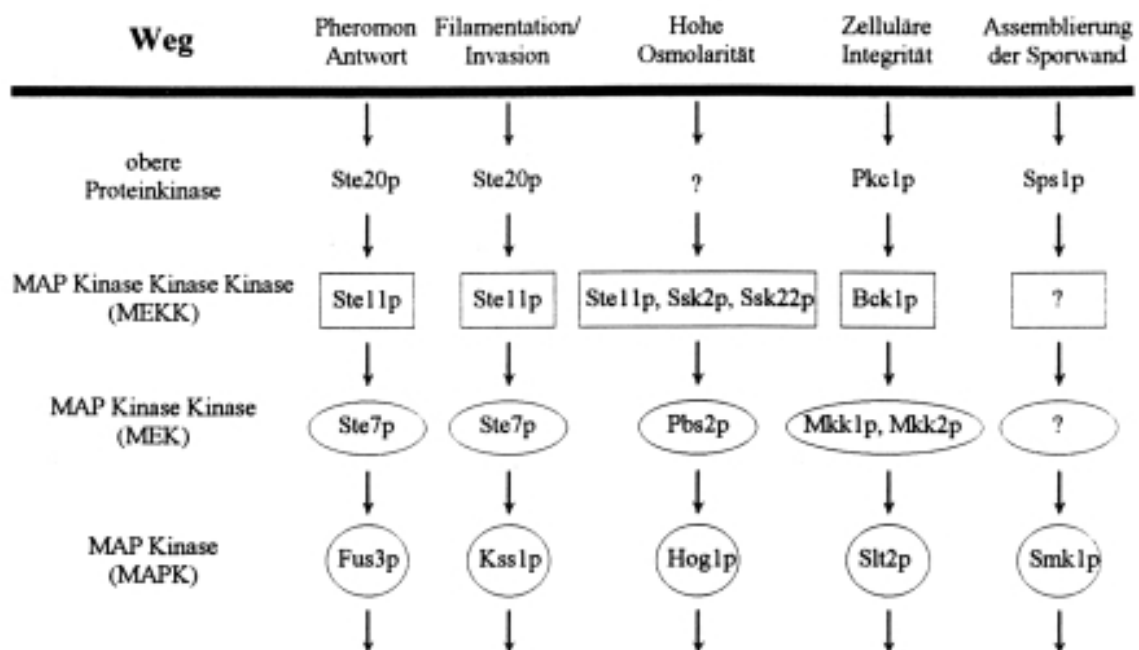 Weg
Pheromon
Antwort
Filamentation/
Invasion
Hohe
Osmolarität
Zelluläre
Integrität
Assemblierung
der Sporwand
obere
Proteinkinase
Ste20p
Ste20p
?
Pkc1p
Sps1p
MAP Kinase Kinase Kinase
(MEKK)
Ste11p
Ste11p
Ste11p, Ssk2p, Ssk22p
Bck1p
?
MAP Kinase Kinase
(MEK)
Ste7p
Ste7p
Pbs2p
Mkk1p, Mkk2p
?
MAP Kinase
(MAPK)
Fus3p
Kss1p
Hog1p
Slt2p
Smk1p